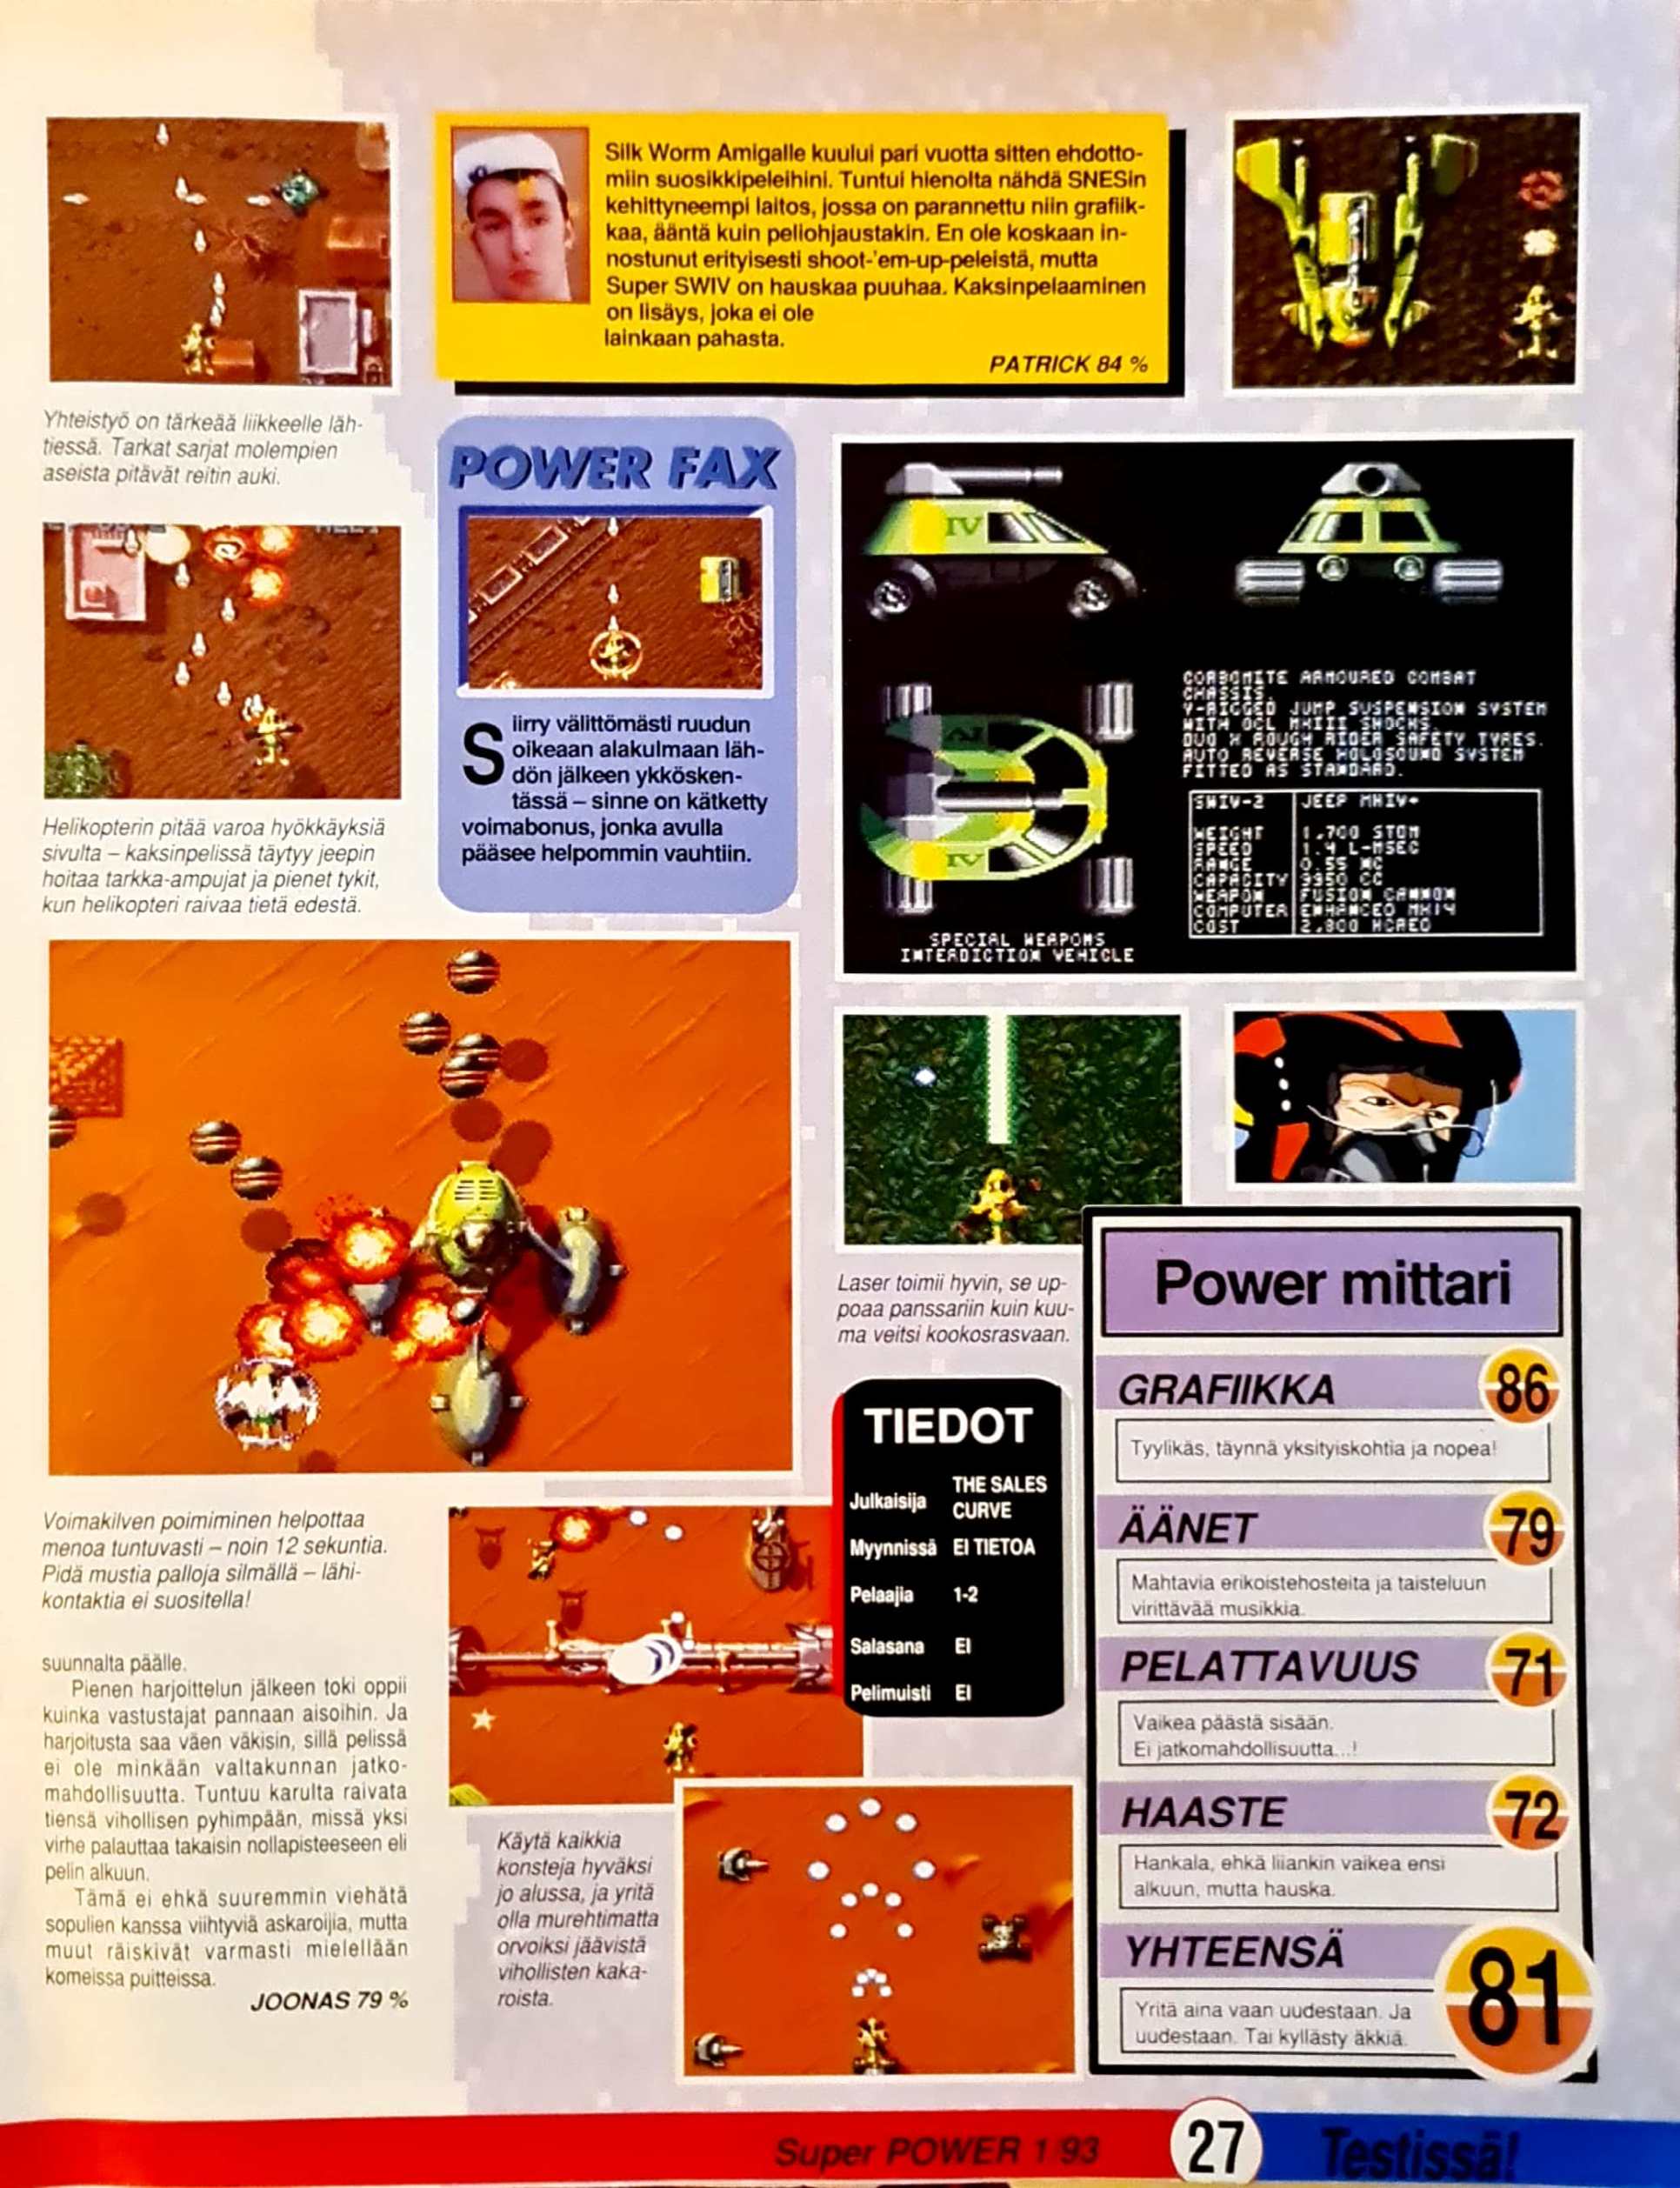 Silk Worm Amigalle kuului pari vuotta sitten ehdotto-
miin suosikkipeleihini. Tuntui hienolta nähdä SNESin
kehittyneempi laitos, jossa on parannettu niin grafiik-
kaa, ääntä kuin peliohjaustakin. En ole koskaan in-
nostunut erityisesti shoot-'em-up-peleistä, mutta
Super SWIV on hauskaa puuhaa. Kaksinpelaaminen
on lisäys, joka ei ole
lainkaan pahasta.
PATRICK 84 %
Yhteistyö on tärkeää liikkeelle läh-
tiessä. Tarkat sarjat molempien
aseista pitävät reitin auki.
Helikopterin pitää varoa hyökkäyksiä
sivulta – kaksinpelissä täytyy jeepin
hoitaa tarkka-ampujat ja pienet tykit,
kun helikopteri raivaa tietä edestä.
POWER FAX
Siirry välittömästi ruudun
oikeaan alakulmaan läh-
dön jälkeen ykkösken-
tässä – sinne on kätketty
voimabonus, jonka avulla
pääsee helpommin vauhtiin.
IV
IV
IV
CORBOMITE ARMOURED COMBAT
CHASSIS.
V-RIGGED JUMP SUSPENSION SYSTEM
WITH OCL MKIII SHOCKS.
DUO X ROUGH RIDER SAFETY TYRES.
AUTO REVERSE HOLOSOUND SYSTEM
FITTED AS STANDARD.
SWIV-2 JEEP MKIV+
WEIGHT 1.700 STOM
SPEED 1.4 L-MSEC
RANGE 0.55 MC
CAPACITY 9950 CC
WEAPON FUSION CANNON
COMPUTER ENHANCED MK14
COST 2.800 MCRED
SPECIAL WEAPONS
INTERDICTION VEHICLE
Voimakilven poimiminen helpottaa
menoa tuntuvasti – noin 12 sekuntia.
Pidä mustia palloja silmällä – lähi-
kontaktia ei suositella!
suunnalta päälle.
Pienen harjoittelun jälkeen toki oppii
kuinka vastustajat pannaan aisoihin. Ja
harjoitusta saa väen väkisin, sillä pelissä
ei ole minkään valtakunnan jatko-
mahdollisuutta. Tuntuu karulta raivata
tiensä vihollisen pyhimpään, missä yksi
virhe palauttaa takaisin nollapisteeseen eli
pelin alkuun.
Tämä ei ehkä suuremmin viehätä
sopulien kanssa viihtyviä askaroijia, mutta
muut räiskivät varmasti mielellään
komeissa puitteissa.
JOONAS 79 %
Käytä kaikkia
konsteja hyväksi
jo alussa, ja yritä
olla murehtimatta
orvoiksi jäävistä
vihollisten kaka-
roista.
Laser toimii hyvin, se up-
poaa panssariin kuin kuu-
ma veitsi kookosrasvaan.
TIEDOT
Julkaisija THE SALES
CURVE
Myynnissä EI TIETOA
Pelaajia 1-2
Salasana EI
Pelimuisti EI
Power mittari
GRAFIIKKA 86
Tyylikäs, täynnä yksityiskohtia ja nopea!
ÄÄNET 79
Mahtavia erikoistehosteita ja taisteluun
virittävää musikkia.
PELATTAVUUS 71
Vaikea päästä sisään.
Ei jatkomahdollisuutta...!
HAASTE 72
Hankala, ehkä liiankin vaikea ensi
alkuun, mutta hauska.
YHTEENSÄ 81
Yritä aina vaan uudestaan. Ja
uudestaan. Tai kyllästy äkkiä.
Super POWER 1/93
27
Testissä!